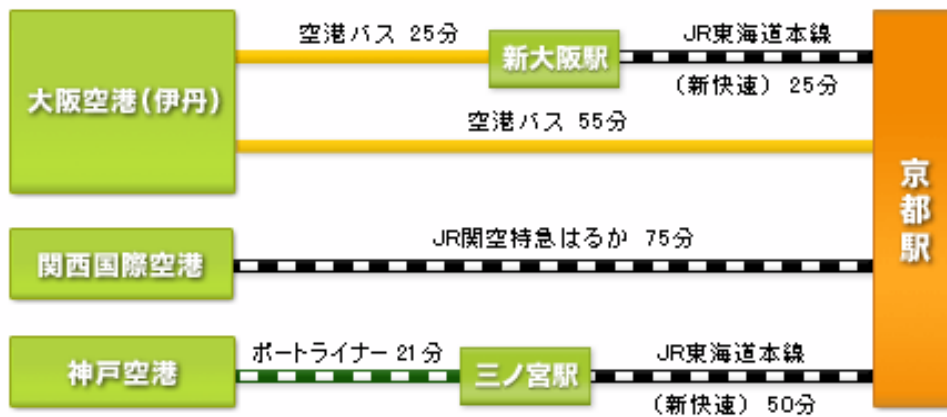 空港バス 25分
JR東海道本線
新大阪駅
(新快速) 25分
大阪空港(伊丹)
空港バス 55分
京都駅
JR関空特急はるか 75分
関西国際空港
ポートライナー 21分
JR東海道本線
神戸空港
三ノ宮駅
(新快速) 50分